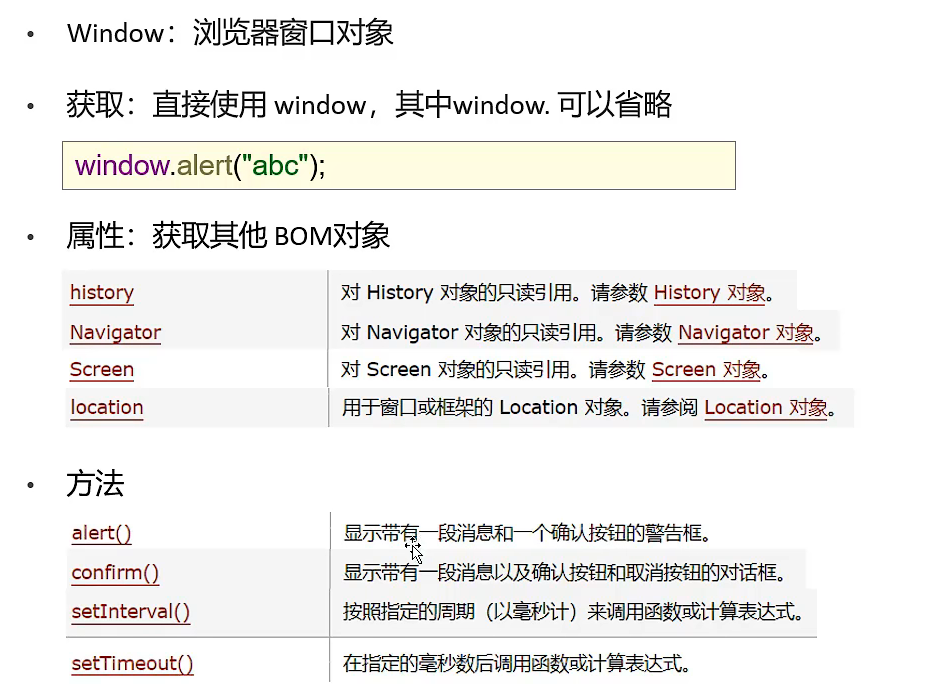 • Window：浏览器窗口对象
• 获取：直接使用 window，其中window. 可以省略
window.alert("abc");
• 属性：获取其他 BOM对象
history 对 History 对象的只读引用。请参数 History 对象。
Navigator 对 Navigator 对象的只读引用。请参数 Navigator 对象。
Screen 对 Screen 对象的只读引用。请参数 Screen 对象。
location 用于窗口或框架的 Location 对象。请参阅 Location 对象。
• 方法
alert() 显示带有一段消息和一个确认按钮的警告框。
confirm() 显示带有一段消息以及确认按钮和取消按钮的对话框。
setInterval() 按照指定的周期（以毫秒计）来调用函数或计算表达式。
setTimeout() 在指定的毫秒数后调用函数或计算表达式。